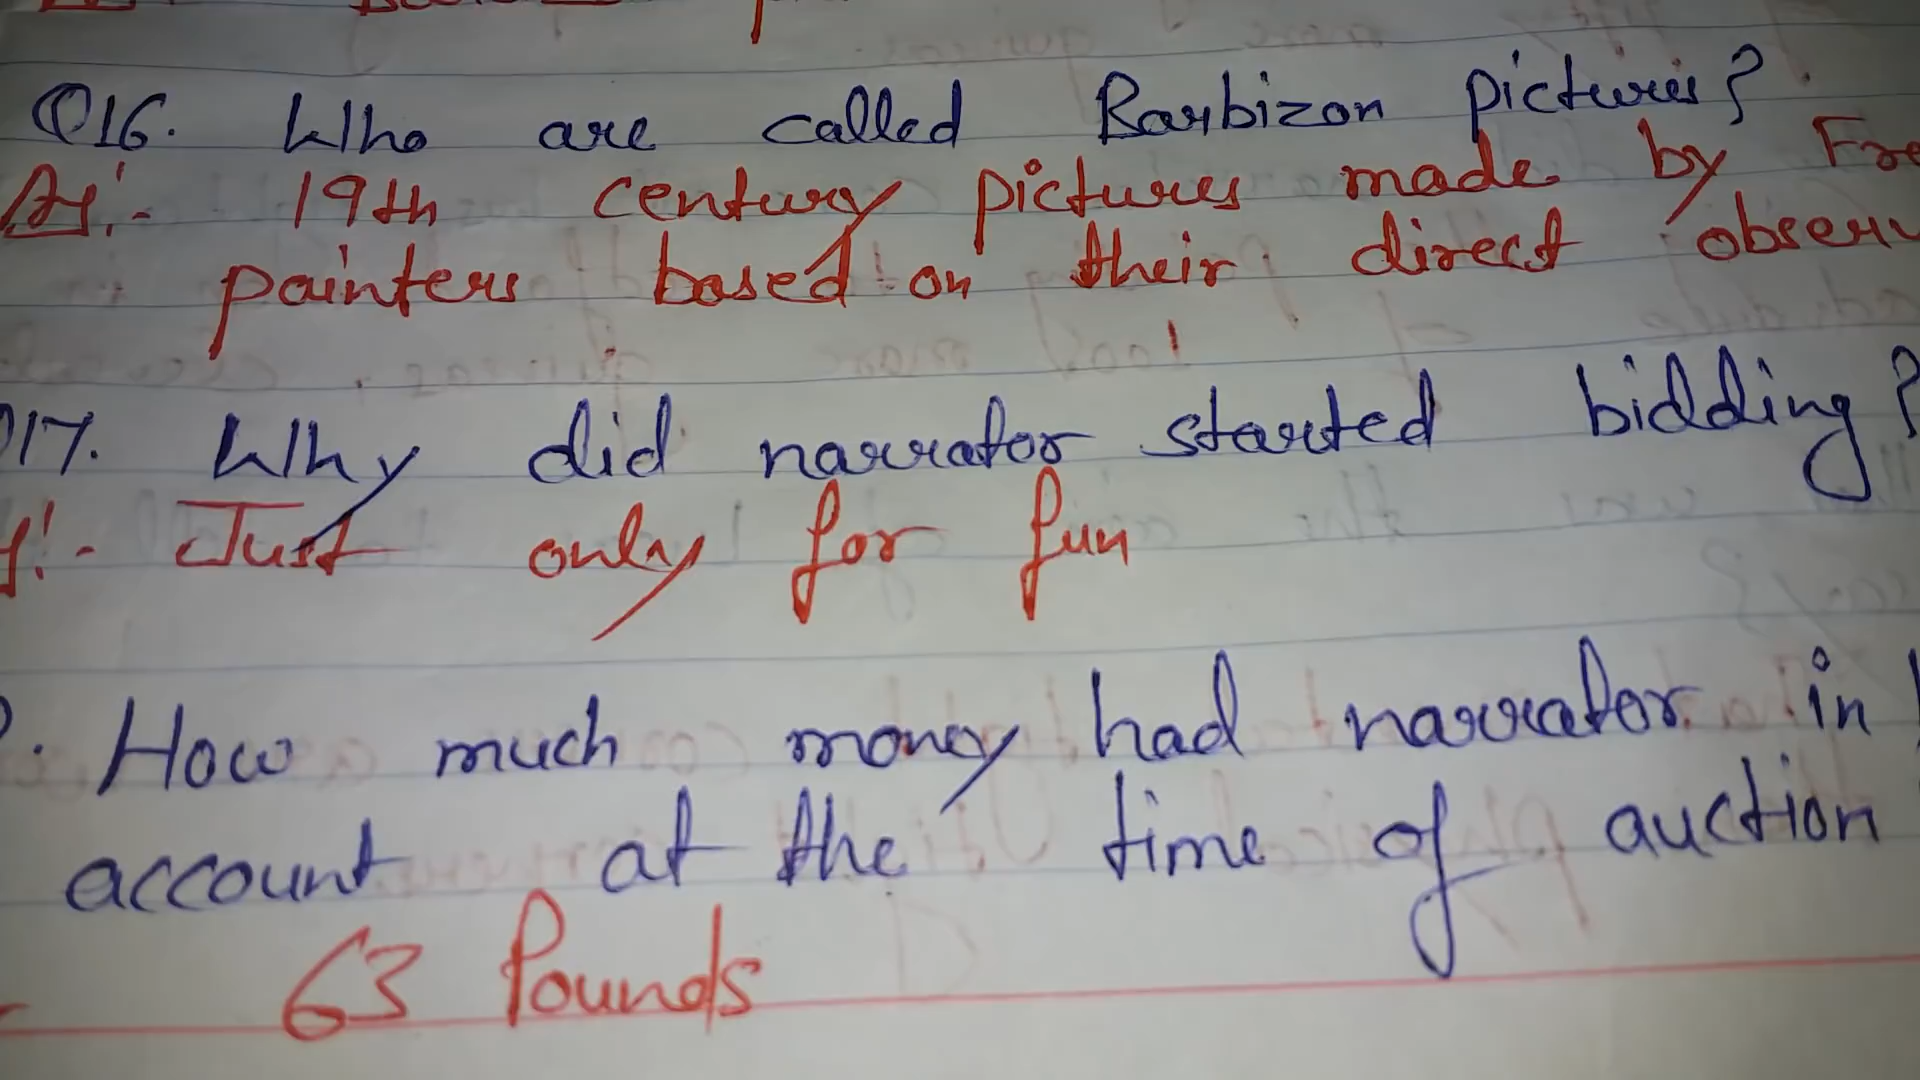 Q16. Who are called Barbizon pictures?
A:- 19th century pictures made by Fre
painters based on their direct observ
17. Why did narrator started bidding?
:- Just only for fun
. How much money had narrator in
account at the time of auction
63 Pounds